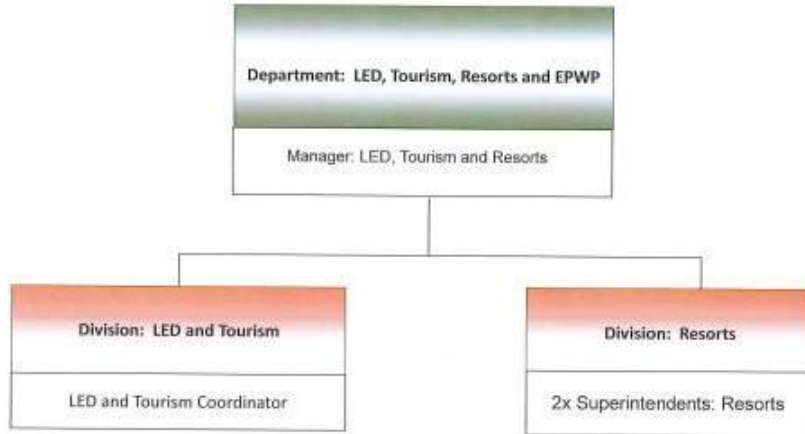 Department: LED, Tourism, Resorts and EPWP
Manager: LED, Tourism and Resorts
Division: LED and Tourism
LED and Tourism Coordinator
Division: Resorts
2x Superintendents: Resorts